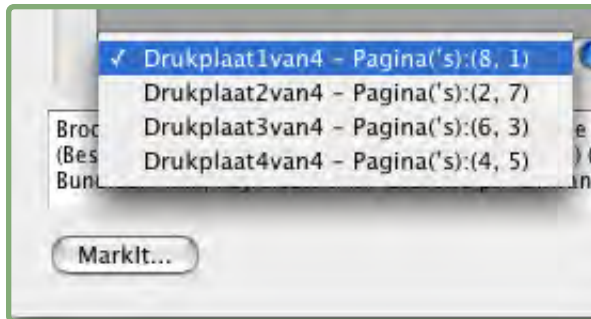 ✓ Drukplaat1van4 – Pagina('s):(8, 1)
Drukplaat2van4 – Pagina('s):(2, 7)
Drukplaat3van4 – Pagina('s):(6, 3)
Drukplaat4van4 – Pagina('s):(4, 5)
MarkIt...